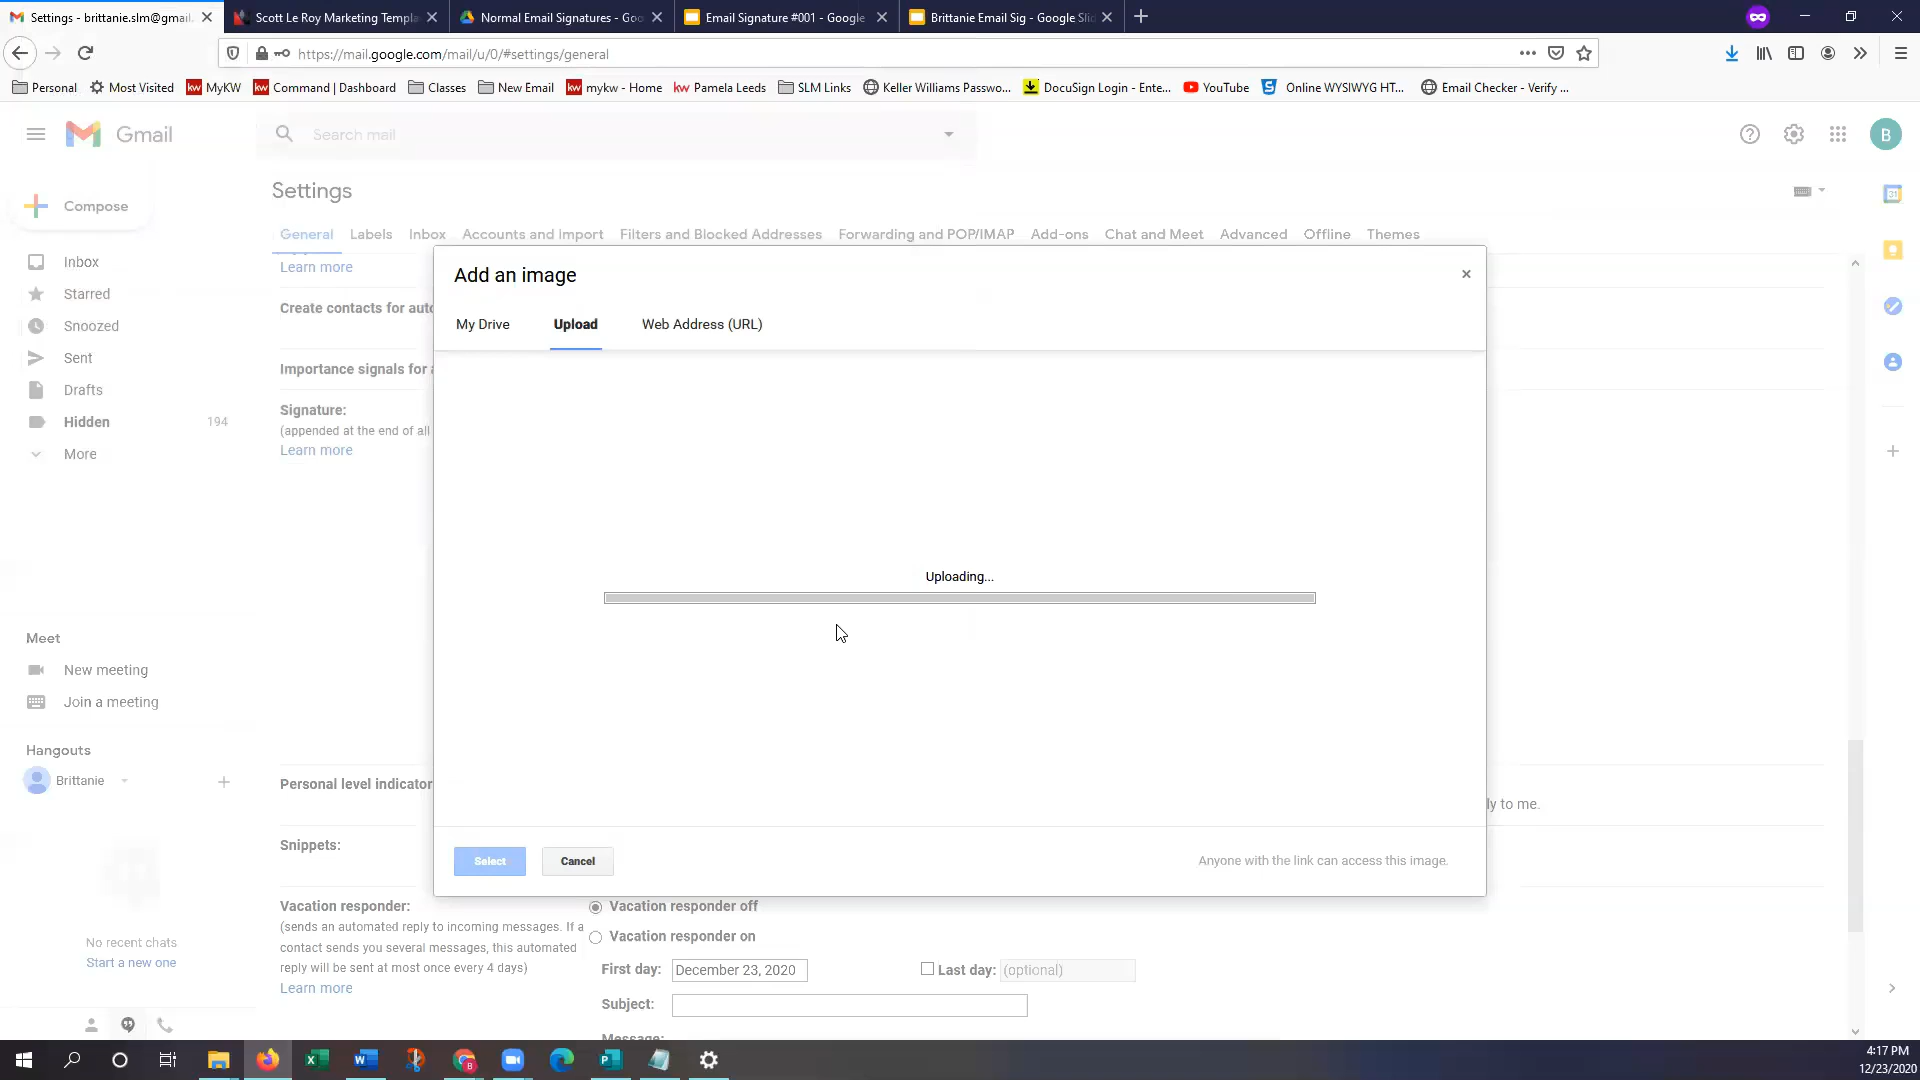 Settings - brittanie.slm@gmail.
Scott Le Roy Marketing Templa
Normal Email Signatures - Goo
Email Signature #001 - Google
Brittanie Email Sig - Google Slid
https://mail.google.com/mail/u/0/#settings/general
Personal
Most Visited
MyKW
Command | Dashboard
Classes
New Email
mykw - Home
Pamela Leeds
SLM Links
Keller Williams Passwo...
DocuSign Login - Ente...
YouTube
Online WYSIWYG HT...
Email Checker - Verify ...
Gmail
Search mail
B
Settings
Compose
General
Labels
Inbox
Accounts and Import
Filters and Blocked Addresses
Forwarding and POP/IMAP
Add-ons
Chat and Meet
Advanced
Offline
Themes
Inbox
Starred
Snoozed
Sent
Drafts
Hidden 194
More
Learn more
Create contacts for auto
Importance signals for a
Signature:
(appended at the end of all
Learn more
Add an image
My Drive
Upload
Web Address (URL)
Uploading...
Select
Cancel
Anyone with the link can access this image.
Meet
New meeting
Join a meeting
Hangouts
Brittanie
No recent chats
Start a new one
Personal level indicator
ly to me.
Snippets:
Vacation responder:
(sends an automated reply to incoming messages. If a
contact sends you several messages, this automated
reply will be sent at most once every 4 days)
Learn more
Vacation responder off
Vacation responder on
First day: December 23, 2020
Last day: (optional)
Subject:
Message:
4:17 PM
12/23/2020